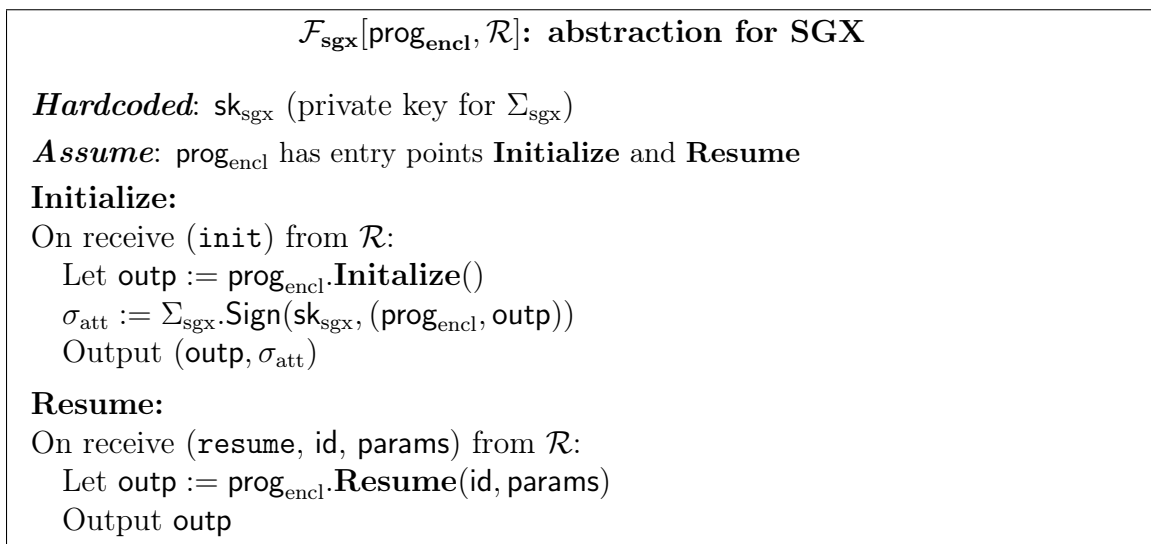 𝓕_sgx[prog_encl, 𝓡]: abstraction for SGX
Hardcoded: sk_sgx (private key for Σ_sgx)
Assume: prog_encl has entry points Initialize and Resume
Initialize:
On receive (init) from 𝓡:
Let outp := prog_encl.Initalize()
σ_att := Σ_sgx.Sign(sk_sgx, (prog_encl, outp))
Output (outp, σ_att)
Resume:
On receive (resume, id, params) from 𝓡:
Let outp := prog_encl.Resume(id, params)
Output outp